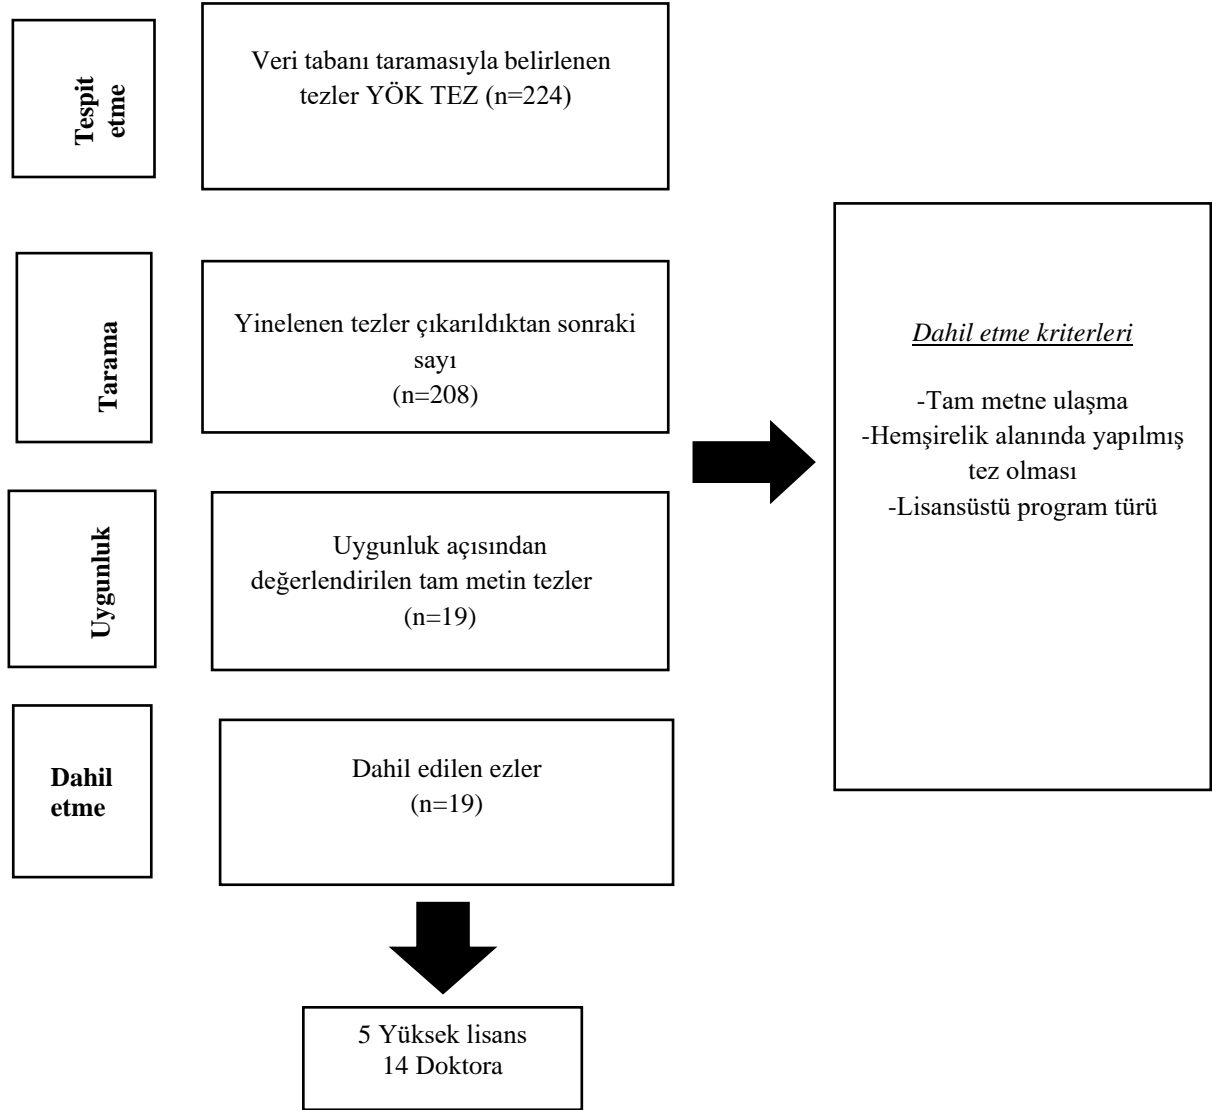 Tespit
etme
Veri tabanı taramasıyla belirlenen
tezler YÖK TEZ (n=224)
Tarama
Yinelenen tezler çıkarıldıktan sonraki
sayı
(n=208)
Dahil etme kriterleri
-Tam metne ulaşma
-Hemşirelik alanında yapılmış
tez olması
-Lisansüstü program türü
Uygunluk
Uygunluk açısından
değerlendirilen tam metin tezler
(n=19)
Dahil
etme
Dahil edilen ezler
(n=19)
5 Yüksek lisans
14 Doktora